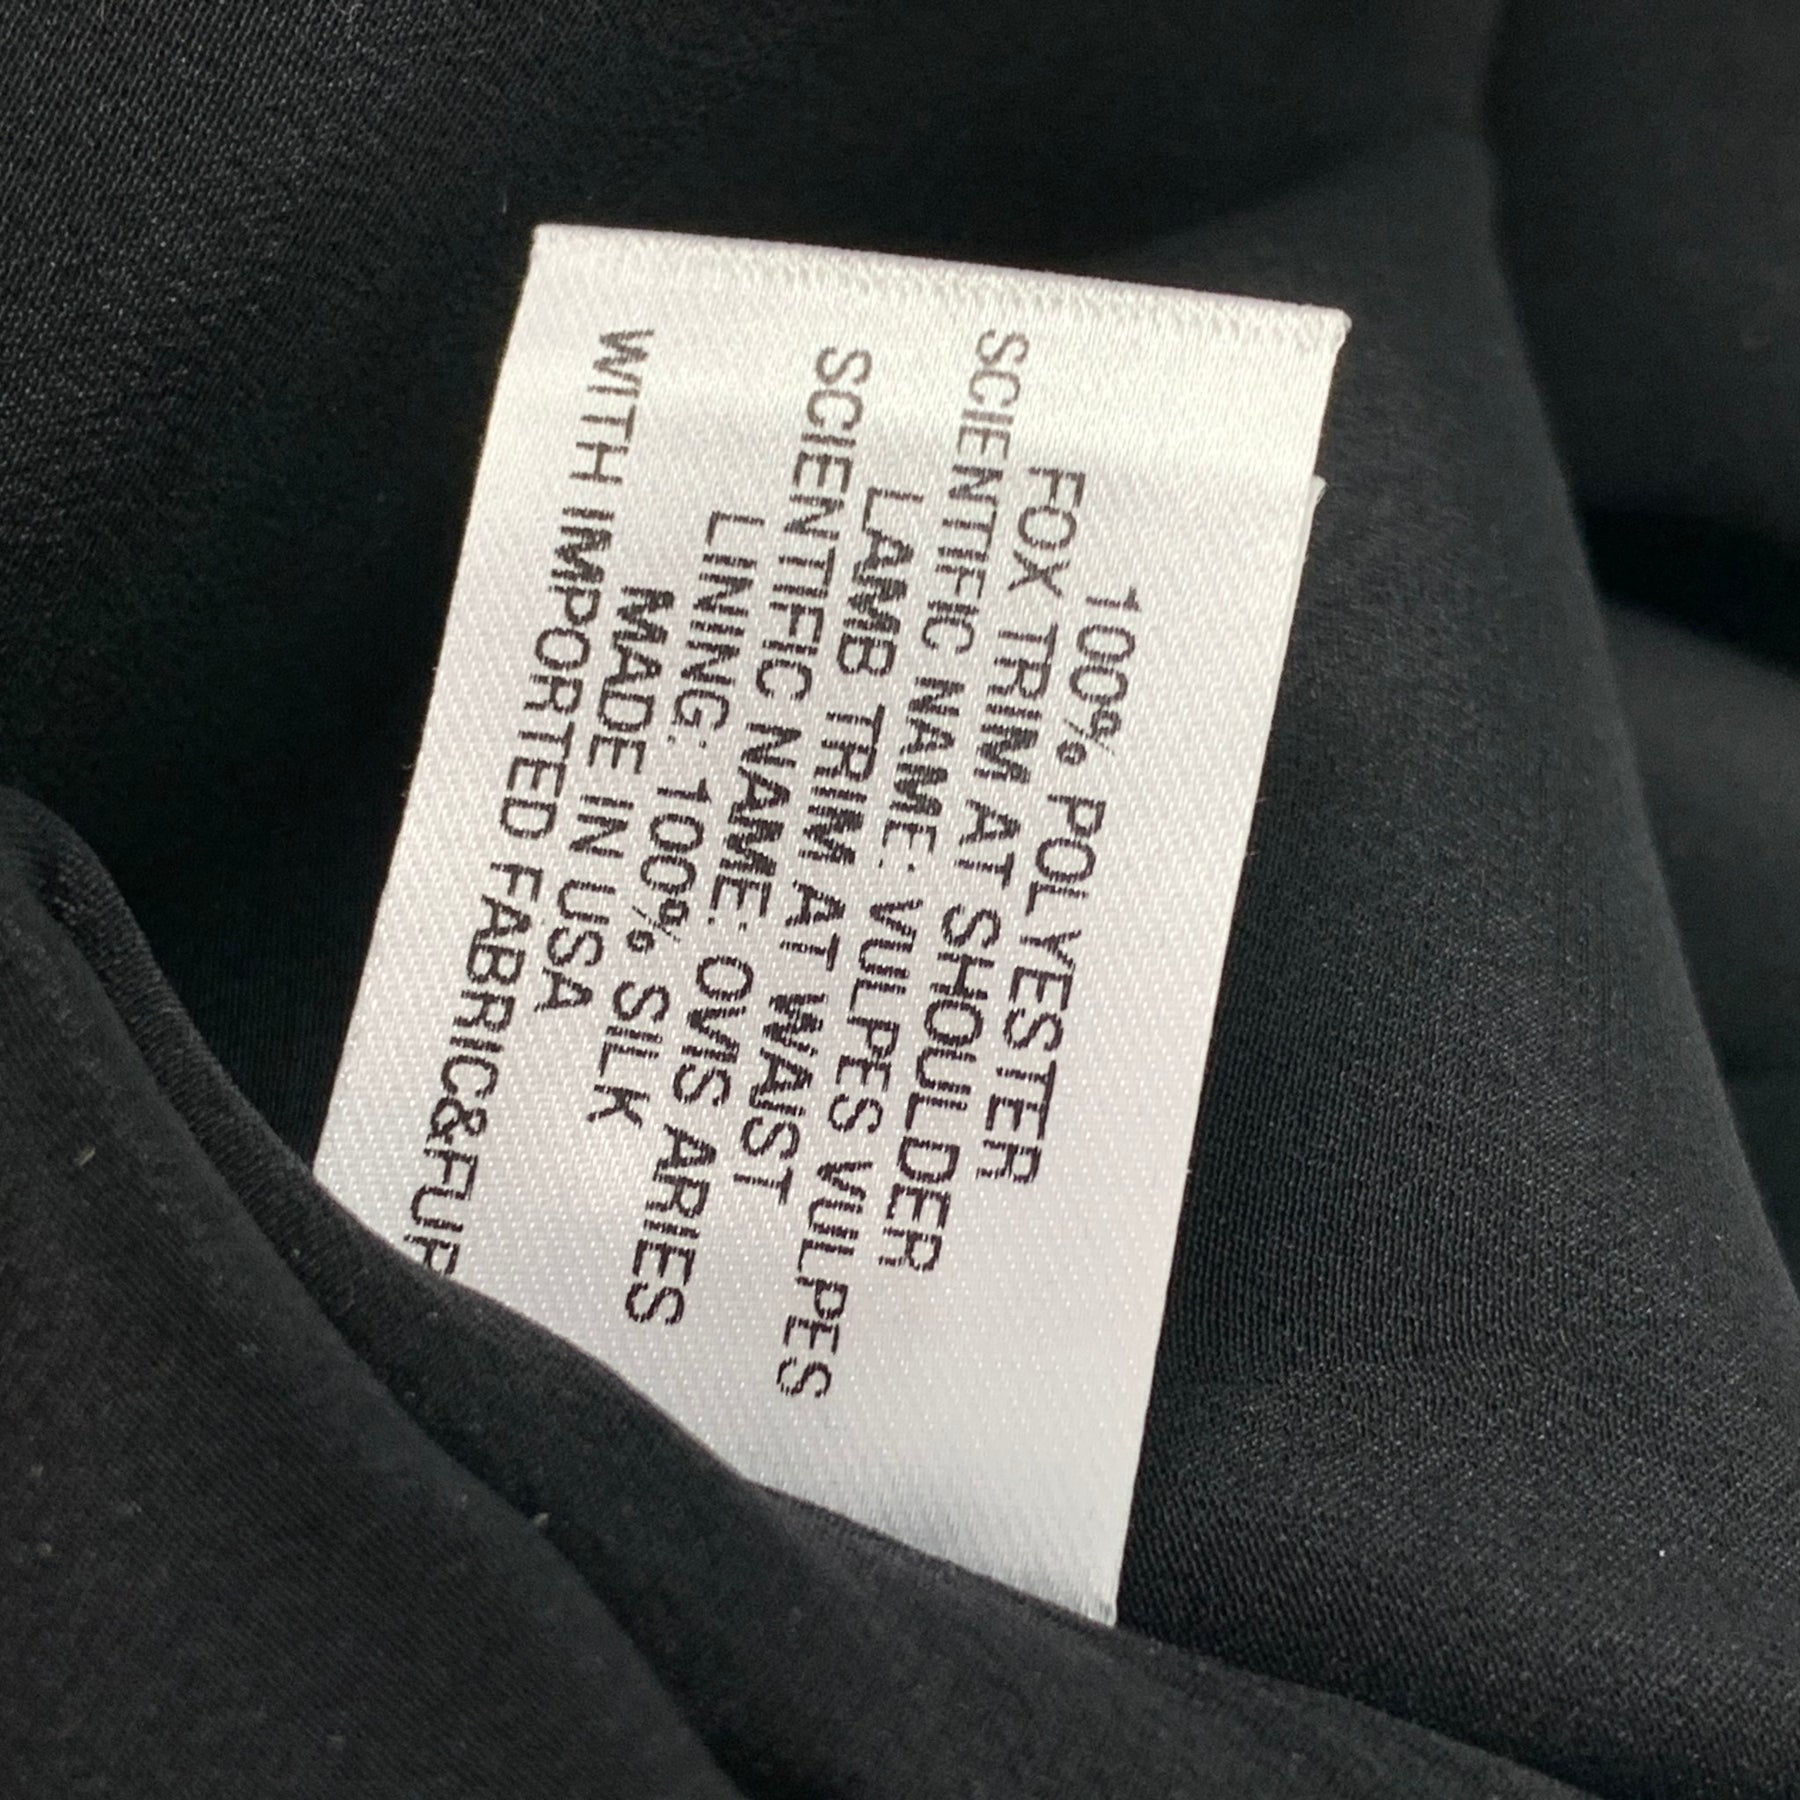 100% POLYESTER
FOX TRIM AT SHOULDER
SCIENTIFIC NAME: VULPES VULPES
LAMB TRIM AT WAIST
SCIENTIFIC NAME: OVIS ARIES
LINING: 100% SILK
MADE IN USA
WITH IMPORTED FABRIC&FUR